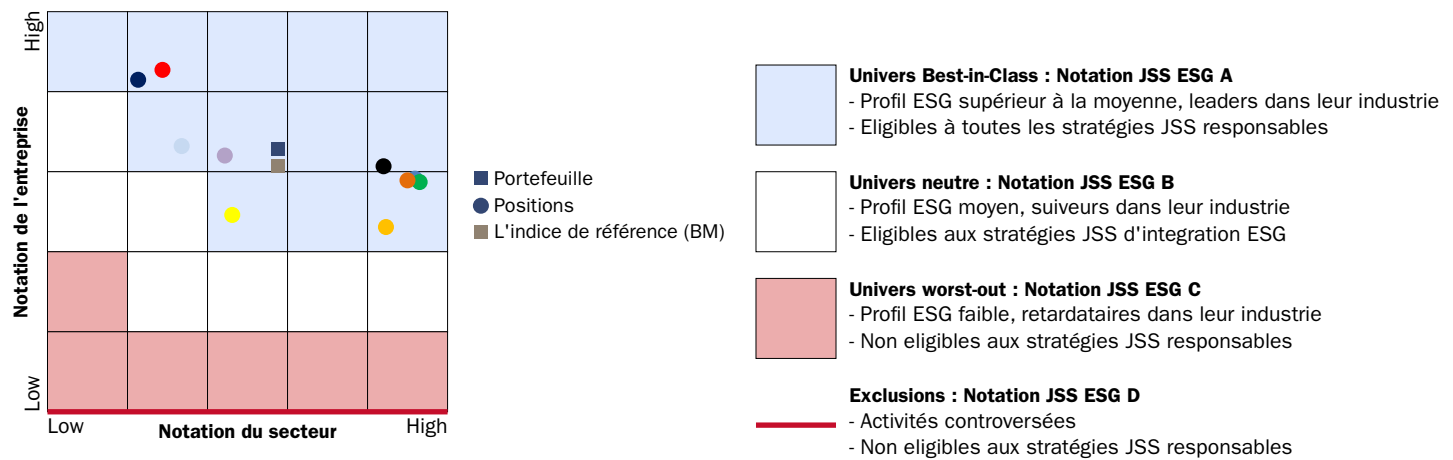 High
Notation de l'entreprise
Low
Low
Notation du secteur
High
Portefeuille
Positions
L'indice de référence (BM)
Univers Best-in-Class : Notation JSS ESG A
- Profil ESG supérieur à la moyenne, leaders dans leur industrie
- Eligibles à toutes les stratégies JSS responsables
Univers neutre : Notation JSS ESG B
- Profil ESG moyen, suiveurs dans leur industrie
- Eligibles aux stratégies JSS d'integration ESG
Univers worst-out : Notation JSS ESG C
- Profil ESG faible, retardataires dans leur industrie
- Non eligibles aux stratégies JSS responsables
Exclusions : Notation JSS ESG D
- Activités controversées
- Non eligibles aux stratégies JSS responsables